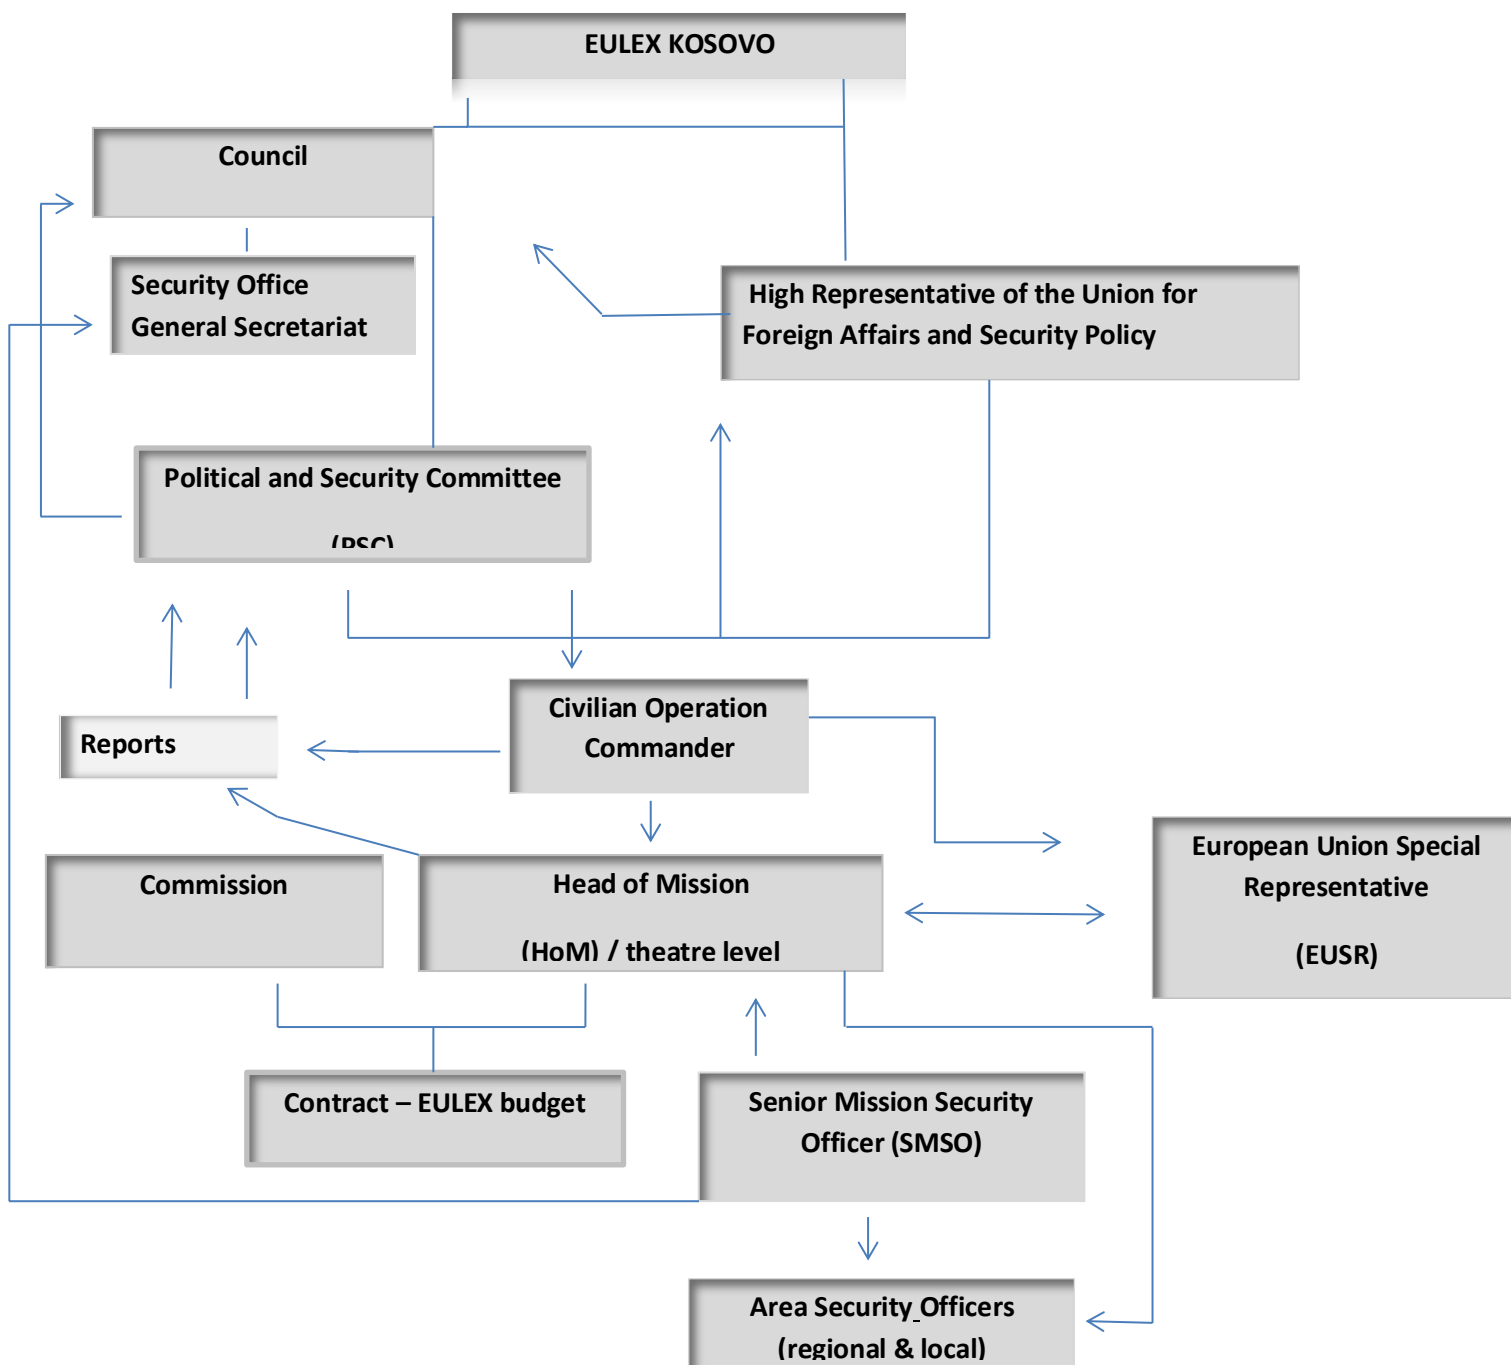 EULEX KOSOVO
Council
Security Office
General Secretariat
High Representative of the Union for
Foreign Affairs and Security Policy
Political and Security Committee
(PSC)
Civilian Operation
Commander
Reports
European Union Special
Representative
(EUSR)
Commission
Head of Mission
(HoM) / theatre level
Contract – EULEX budget
Senior Mission Security
Officer (SMSO)
Area Security Officers
(regional & local)